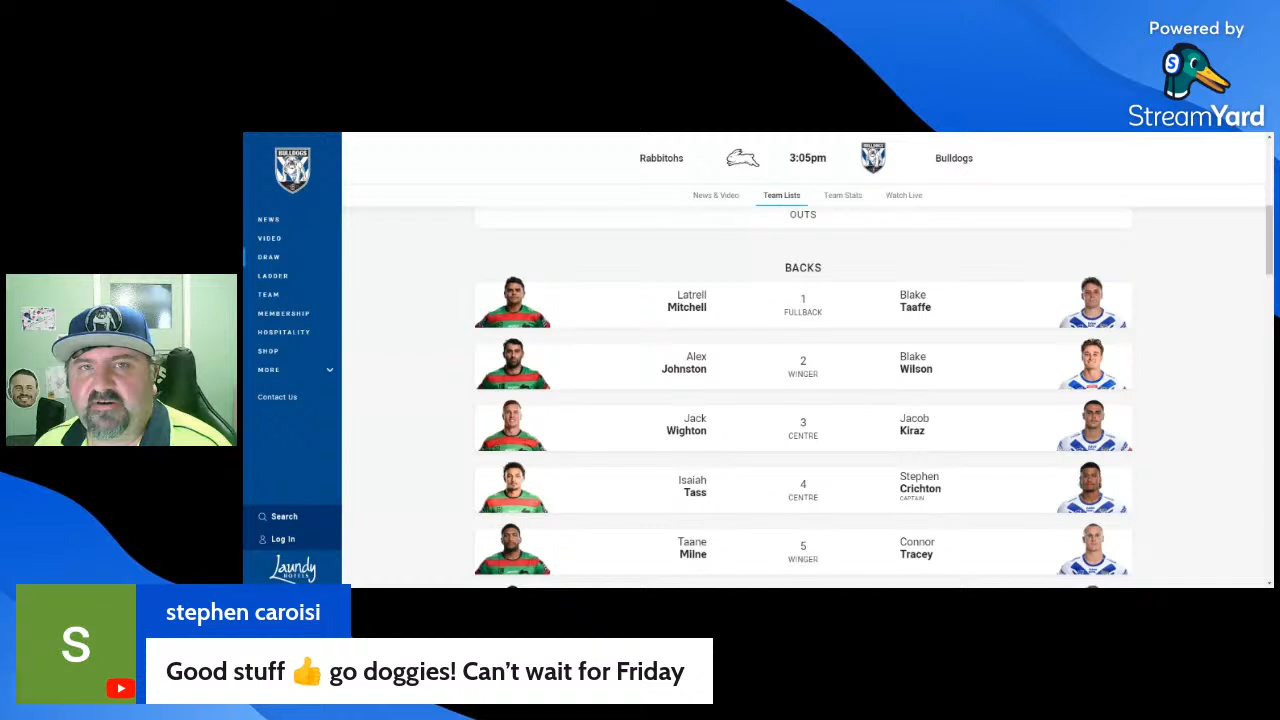 Powered by
StreamYard
BULLDOGS
Rabbitohs
3:05pm
Bulldogs
News & Video
Team Lists
Team Stats
Watch Live
NEWS
VIDEO
DRAW
LADDER
TEAM
MEMBERSHIP
HOSPITALITY
SHOP
MORE
Contact Us
Search
Log In
Laundy
HOTELS
OUTS
BACKS
Latrell
Mitchell
1
FULLBACK
Blake
Taaffe
Alex
Johnston
2
WINGER
Blake
Wilson
Jack
Wighton
3
CENTRE
Jacob
Kiraz
Isaiah
Tass
4
CENTRE
Stephen
Crichton
CAPTAIN
Taane
Milne
5
WINGER
Connor
Tracey
S
stephen caroisi
Good stuff 👍 go doggies! Can't wait for Friday